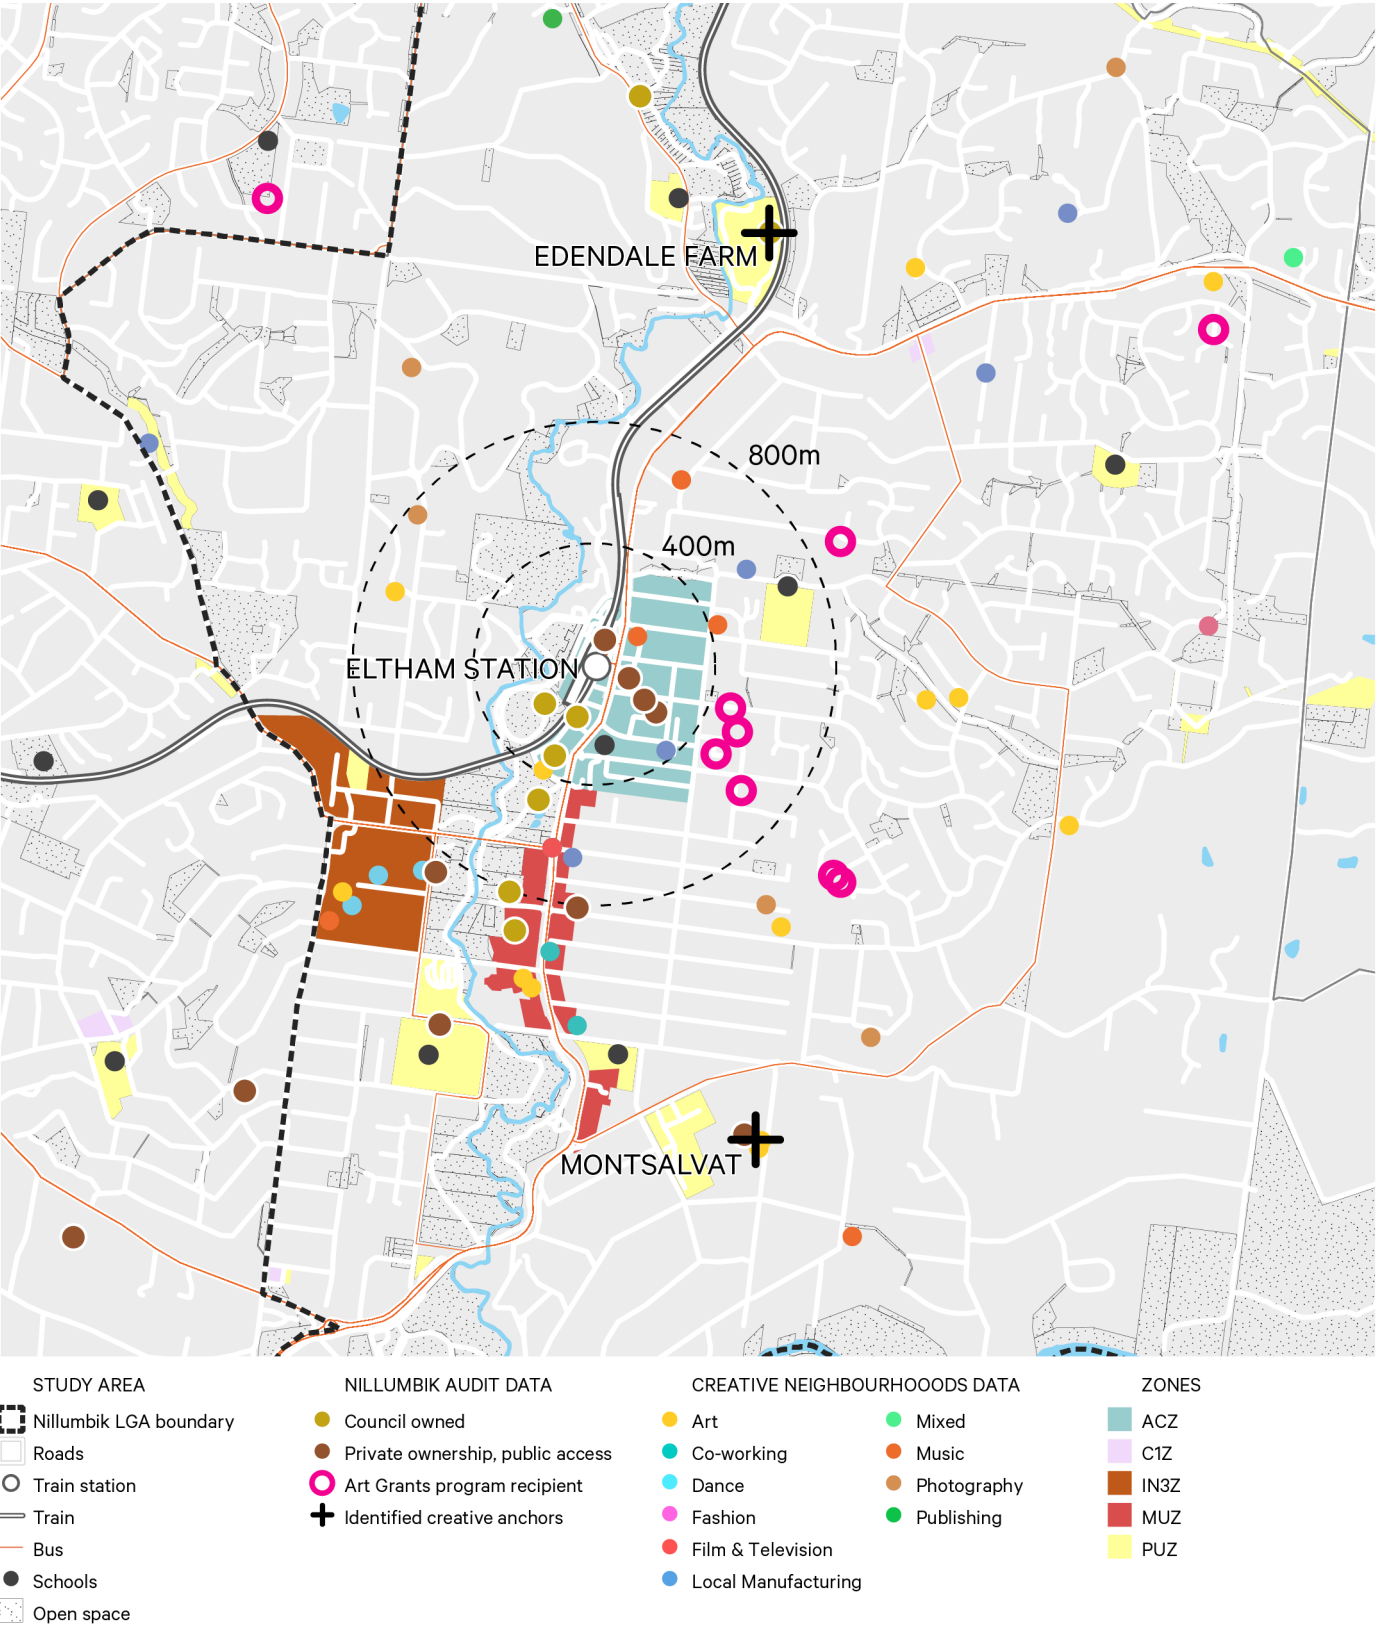 EDENDALE FARM
800m
400m
ELTHAM STATION
MONTSALVAT
STUDY AREA
Nillumbik LGA boundary
Roads
Train station
Train
Bus
Schools
Open space
NILLUMBIK AUDIT DATA
Council owned
Private ownership, public access
Art Grants program recipient
Identified creative anchors
CREATIVE NEIGHBOURHOOODS DATA
Art
Co-working
Dance
Fashion
Film & Television
Local Manufacturing
Mixed
Music
Photography
Publishing
ZONES
ACZ
C1Z
IN3Z
MUZ
PUZ